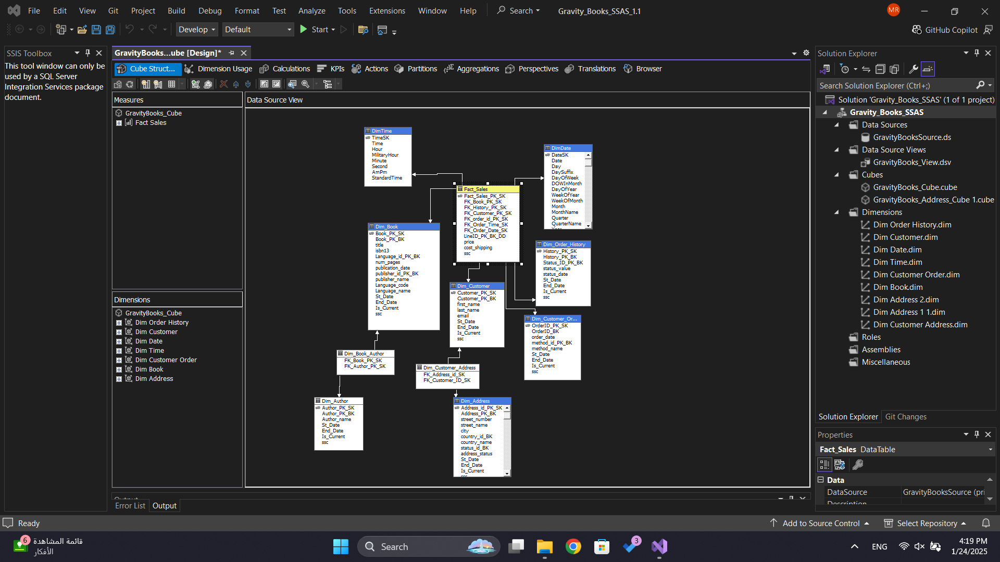 File Edit View Git Project Build Debug Format Test Analyze Tools Extensions Window Help Search Gravity_Books_SSAS_1.1 MR
Develop Default Start GitHub Copilot
SSIS Toolbox
This tool window can only be
used by a SQL Server
Integration Services package
document.
GravityBooks...ube [Design]*
Cube Struct... Dimension Usage Calculations KPIs Actions Partitions Aggregations Perspectives Translations Browser
Measures
GravityBooks_Cube
Fact Sales
Dimensions
GravityBooks_Cube
Dim Order History
Dim Customer
Dim Date
Dim Time
Dim Customer Order
Dim Book
Dim Address
Data Source View
DimTime
TimeSK
Time
Hour
MilitaryHour
Minute
Second
AmPm
StandardTime
DimDate
DateSK
Date
Day
DaySuffix
DayOfWeek
DOWInMonth
DayOfYear
WeekOfYear
WeekOfMonth
Month
MonthName
Quarter
QuarterName
Fact_Sales
Fact_Sales_PK_SK
FK_Book_PK_SK
FK_History_PK_SK
FK_Customer_PK_SK
FK_order_id_PK_SK
FK_Order_Time_SK
FK_Order_Date_SK
LineID_PK_BK_DD
price
cost_shipping
ssc
Dim_Book
Book_PK_SK
Book_PK_BK
title
isbn13
Language_id_PK_BK
num_pages
publication_date
publisher_id_PK_BK
publisher_name
Language_code
Language_name
St_Date
End_Date
Is_Current
ssc
Dim_Order_History
History_PK_SK
History_PK_BK
Status_ID_PK_BK
status_value
status_date
St_Date
End_Date
Is_Current
ssc
Dim_Customer
Customer_PK_SK
Customer_PK_BK
first_name
last_name
email
St_Date
End_Date
Is_Current
ssc
Dim_Customer_Or...
OrderID_PK_SK
OrderID_BK
order_date
method_id_PK_BK
method_name
St_Date
End_Date
Is_Current
ssc
Dim_Book_Author
FK_Book_PK_SK
FK_Author_PK_SK
Dim_Customer_Address
FK_Address_id_SK
FK_Customer_ID_SK
Dim_Author
Author_PK_SK
Author_PK_BK
Author_name
St_Date
End_Date
Is_Current
ssc
Dim_Address
Address_id_PK_SK
Address_PK_BK
street_number
street_name
city
country_id_BK
country_name
status_id_BK
address_status
St_Date
End_Date
Is_Current
Output
Error List Output
Solution Explorer
Search Solution Explorer (Ctrl+;)
Solution 'Gravity_Books_SSAS' (1 of 1 project)
Gravity_Books_SSAS
Data Sources
GravityBooksSource.ds
Data Source Views
GravityBooks_View.dsv
Cubes
GravityBooks_Cube.cube
GravityBooks_Address_Cube 1.cube
Dimensions
Dim Order History.dim
Dim Customer.dim
Dim Date.dim
Dim Time.dim
Dim Customer Order.dim
Dim Book.dim
Dim Address 2.dim
Dim Address 1 1.dim
Dim Customer Address.dim
Roles
Assemblies
Miscellaneous
Solution Explorer Git Changes
Properties
Fact_Sales DataTable
Data
DataSource GravityBooksSource (pri
Description
Ready Add to Source Control Select Repository
6 قائمة المشاهدة
الأفكار
Search 3 ENG 4:19 PM
1/24/2025